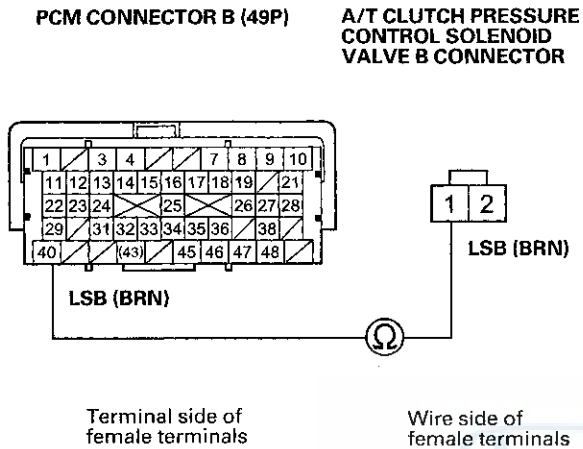 PCM CONNECTOR B (49P)
A/T CLUTCH PRESSURE
CONTROL SOLENOID
VALVE B CONNECTOR
1 3 4 7 8 9 10
11 12 13 14 15 16 17 18 19 21
22 23 24 25 26 27 28
29 31 32 33 34 35 36 38
40 (43) 45 46 47 48
1 2
LSB (BRN)
LSB (BRN)
Ω
Terminal side of
female terminals
Wire side of
female terminals